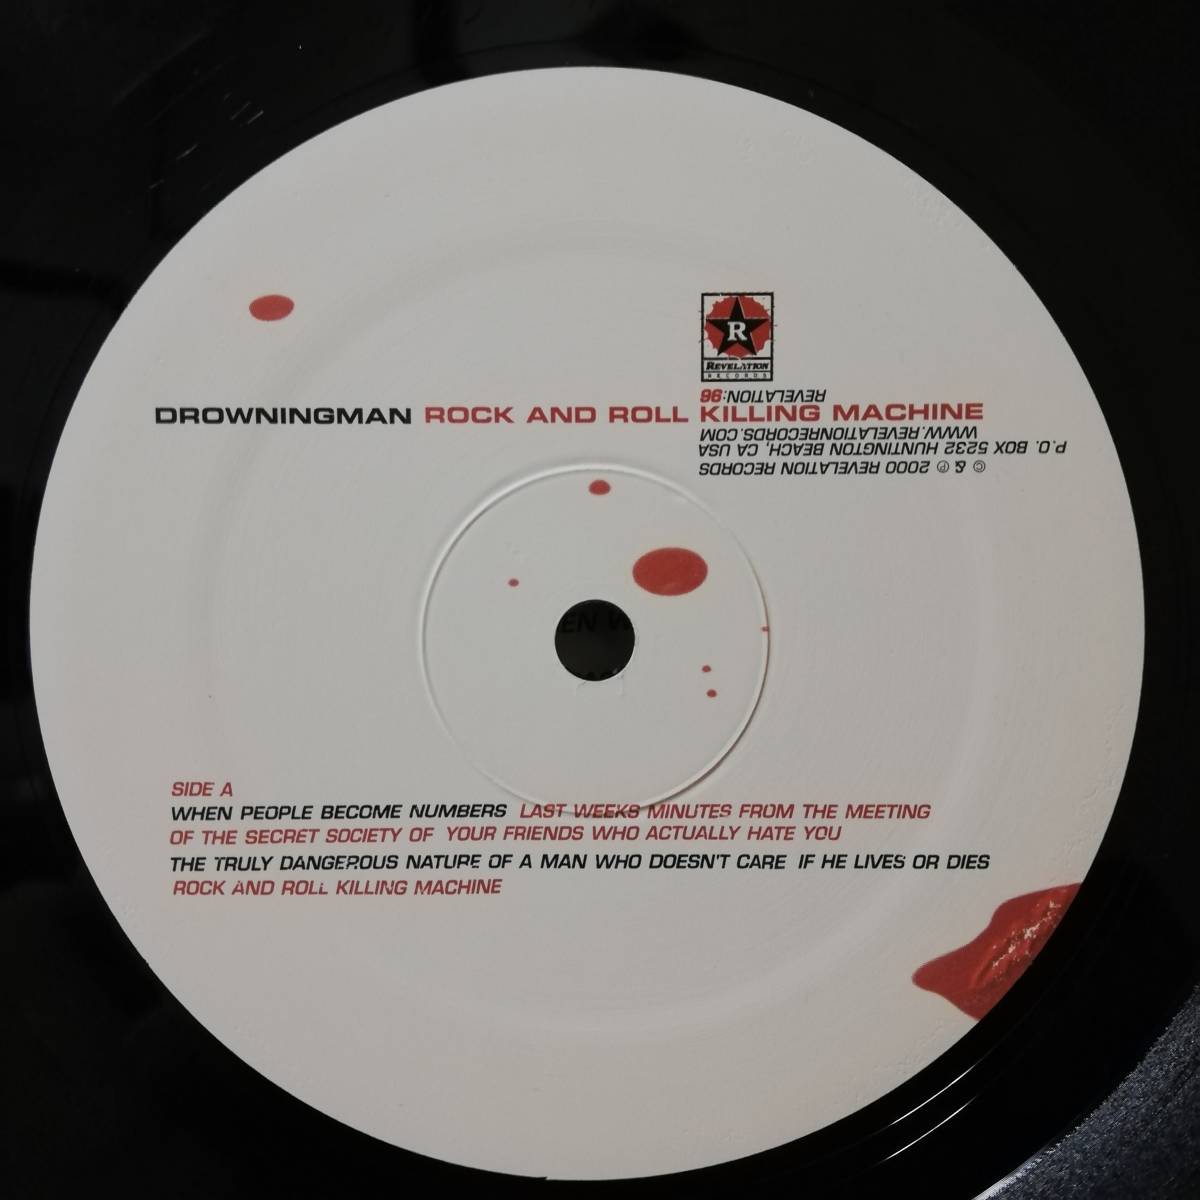 R
REVELATION
RECORDS
REVELATION:96
DROWNINGMAN ROCK AND ROLL KILLING MACHINE
WWW.REVELATIONRECORDS.COM
P.O. BOX 5232 HUNTINGTON BEACH, CA USA
© & ℗ 2000 REVELATION RECORDS
EN W
SIDE A
WHEN PEOPLE BECOME NUMBERS LAST WEEKS MINUTES FROM THE MEETING
OF THE SECRET SOCIETY OF YOUR FRIENDS WHO ACTUALLY HATE YOU
THE TRULY DANGEROUS NATURE OF A MAN WHO DOESN'T CARE IF HE LIVES OR DIES
ROCK AND ROLL KILLING MACHINE